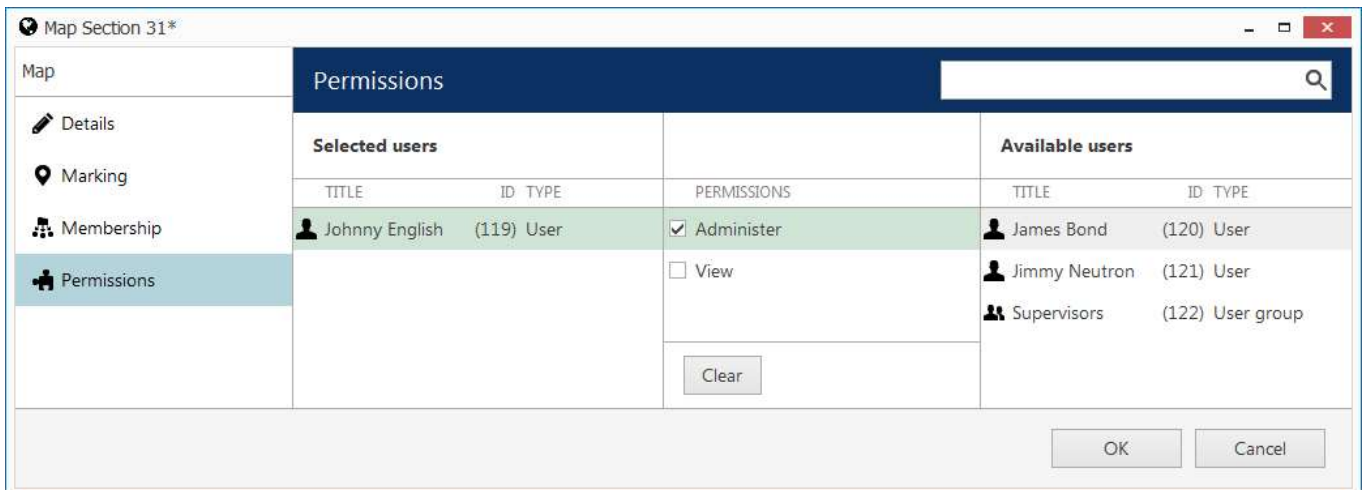 Map Section 31*
Map
Permissions
Details
Marking
Membership
Permissions
Selected users
Available users
TITLE ID TYPE
PERMISSIONS
TITLE ID TYPE
Johnny English (119) User
Administer
View
Clear
James Bond (120) User
Jimmy Neutron (121) User
Supervisors (122) User group
OK
Cancel